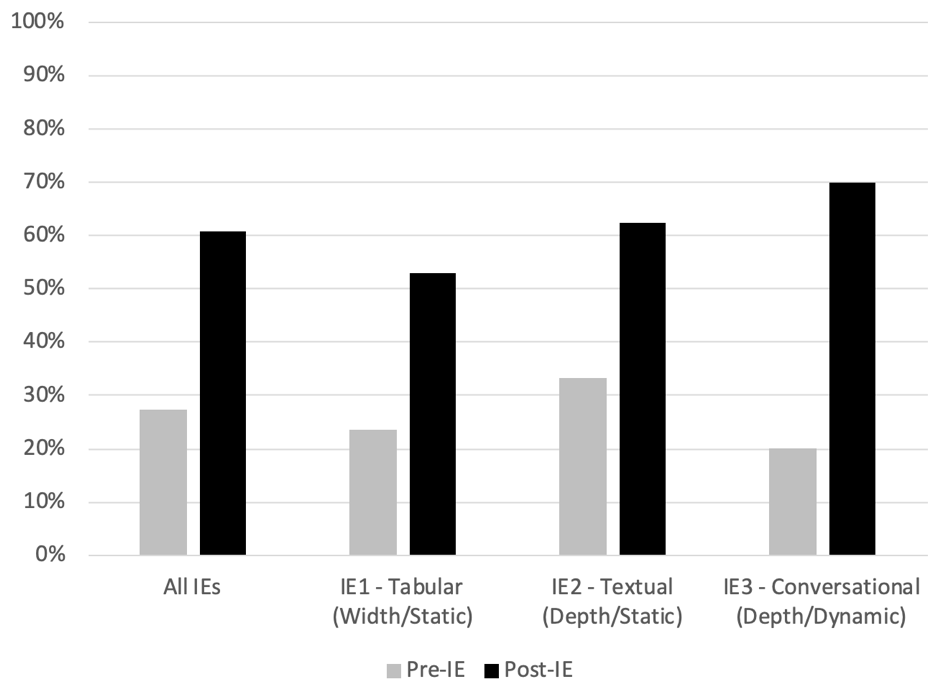 100%
90%
80%
70%
60%
50%
40%
30%
20%
10%
0%
All IEs
IE1 - Tabular
(Width/Static)
IE2 - Textual
(Depth/Static)
IE3 - Conversational
(Depth/Dynamic)
Pre-IE
Post-IE